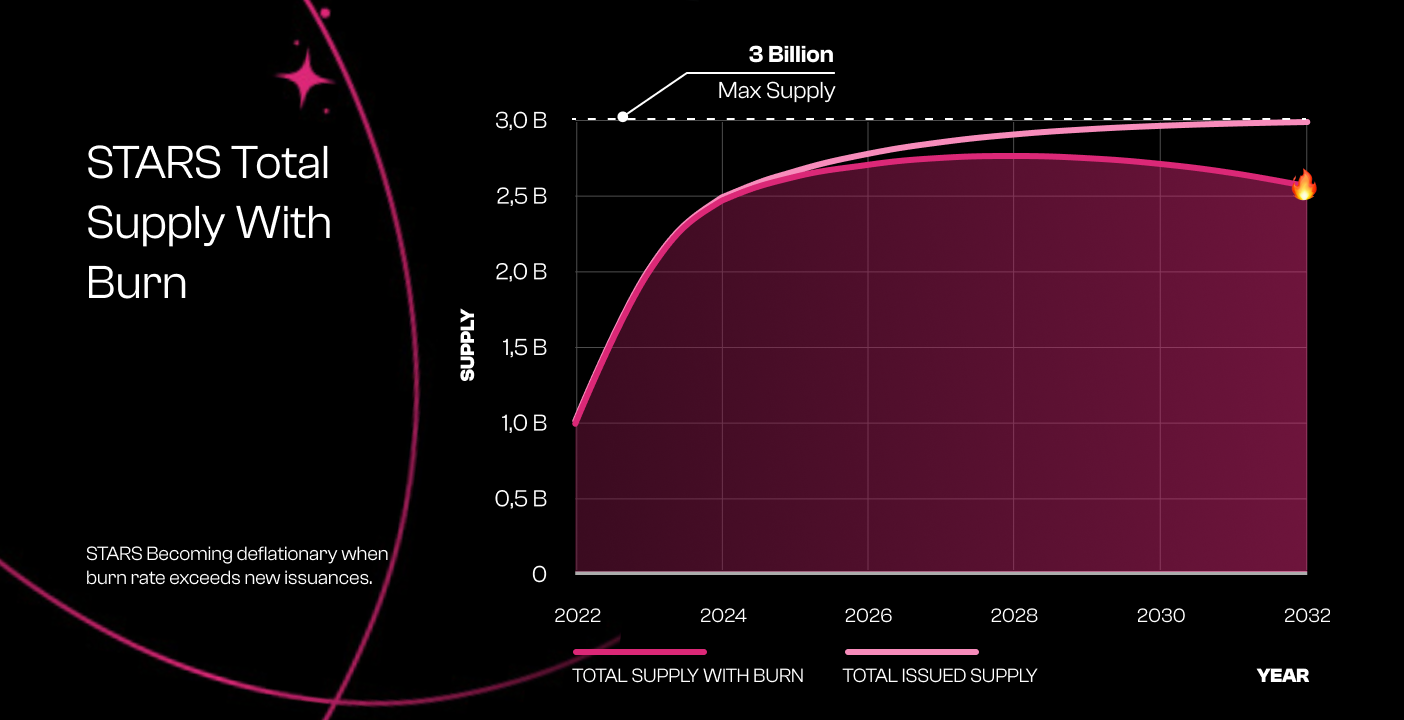 STARS Total
Supply With
Burn
STARS Becoming deflationary when
burn rate exceeds new issuances.
3 Billion
Max Supply
3,0 B
2,5 B
2,0 B
1,5 B
1,0 B
0,5 B
0
SUPPLY
2022 2024 2026 2028 2030 2032
TOTAL SUPPLY WITH BURN
TOTAL ISSUED SUPPLY
YEAR